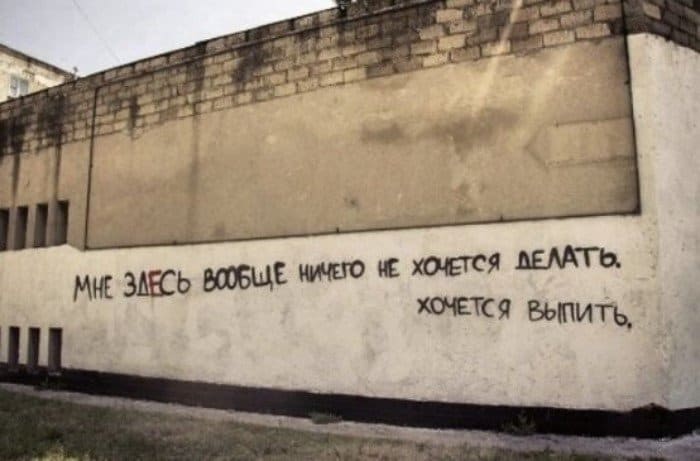 МНЕ ЗДЕСЬ ВООБЩЕ НИЧЕГО НЕ ХОЧЕТСЯ ДЕЛАТЬ.
ХОЧЕТСЯ ВЫПИТЬ.